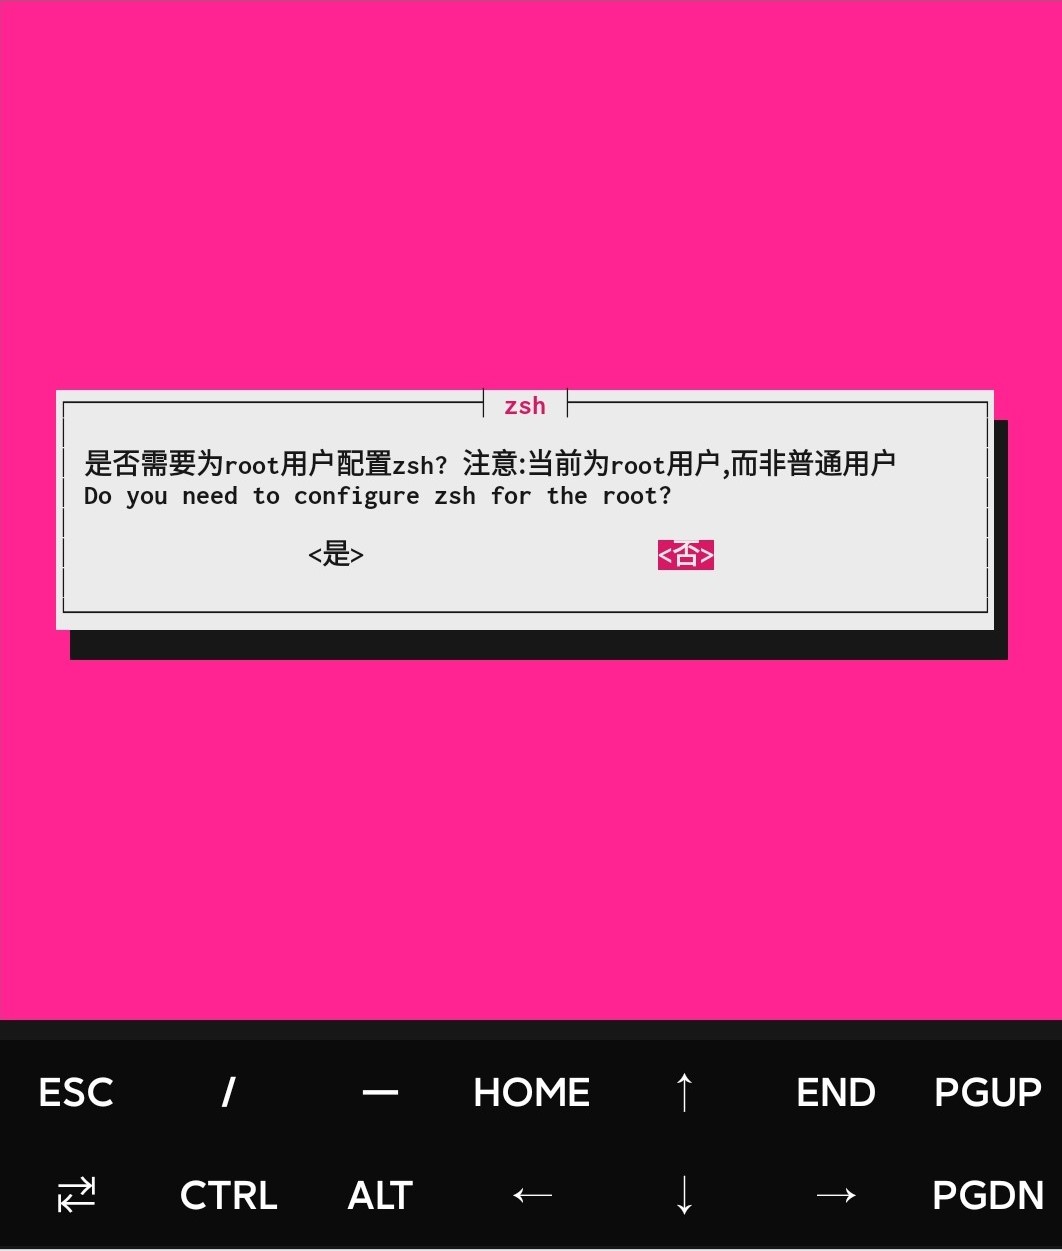 zsh
是否需要为root用户配置zsh? 注意:当前为root用户,而非普通用户
Do you need to configure zsh for the root?
<是> <否>
ESC / — HOME ↑ END PGUP
⇄ CTRL ALT ← ↓ → PGDN